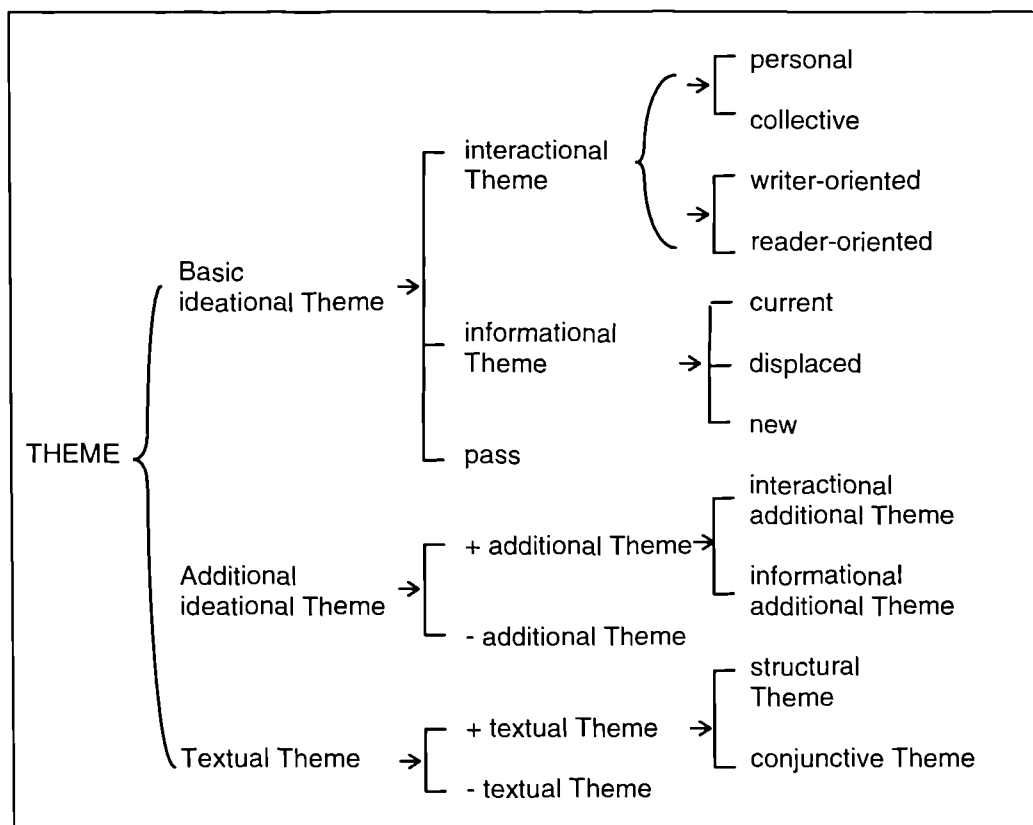 personal
collective
interactional
Theme
writer-oriented
reader-oriented
Basic
ideational Theme
informational
Theme
current
displaced
new
pass
THEME
interactional
additional Theme
+ additional Theme
informational
additional Theme
Additional
ideational Theme
- additional Theme
structural
Theme
+ textual Theme
conjunctive Theme
Textual Theme
- textual Theme